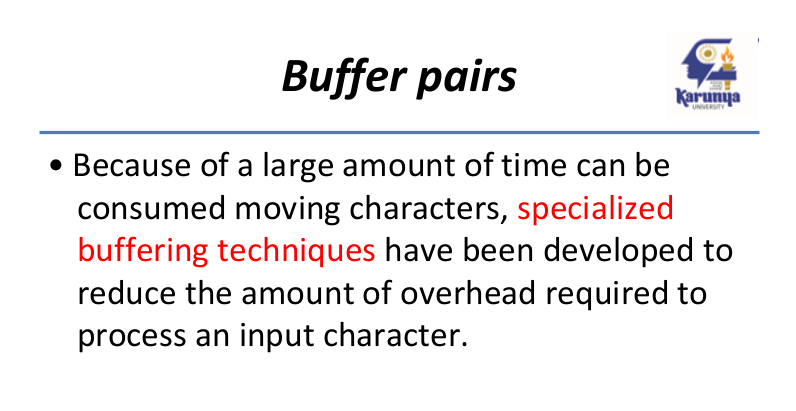 Buffer pairs
Karunya
UNIVERSITY
• Because of a large amount of time can be
consumed moving characters, specialized
buffering techniques have been developed to
reduce the amount of overhead required to
process an input character.